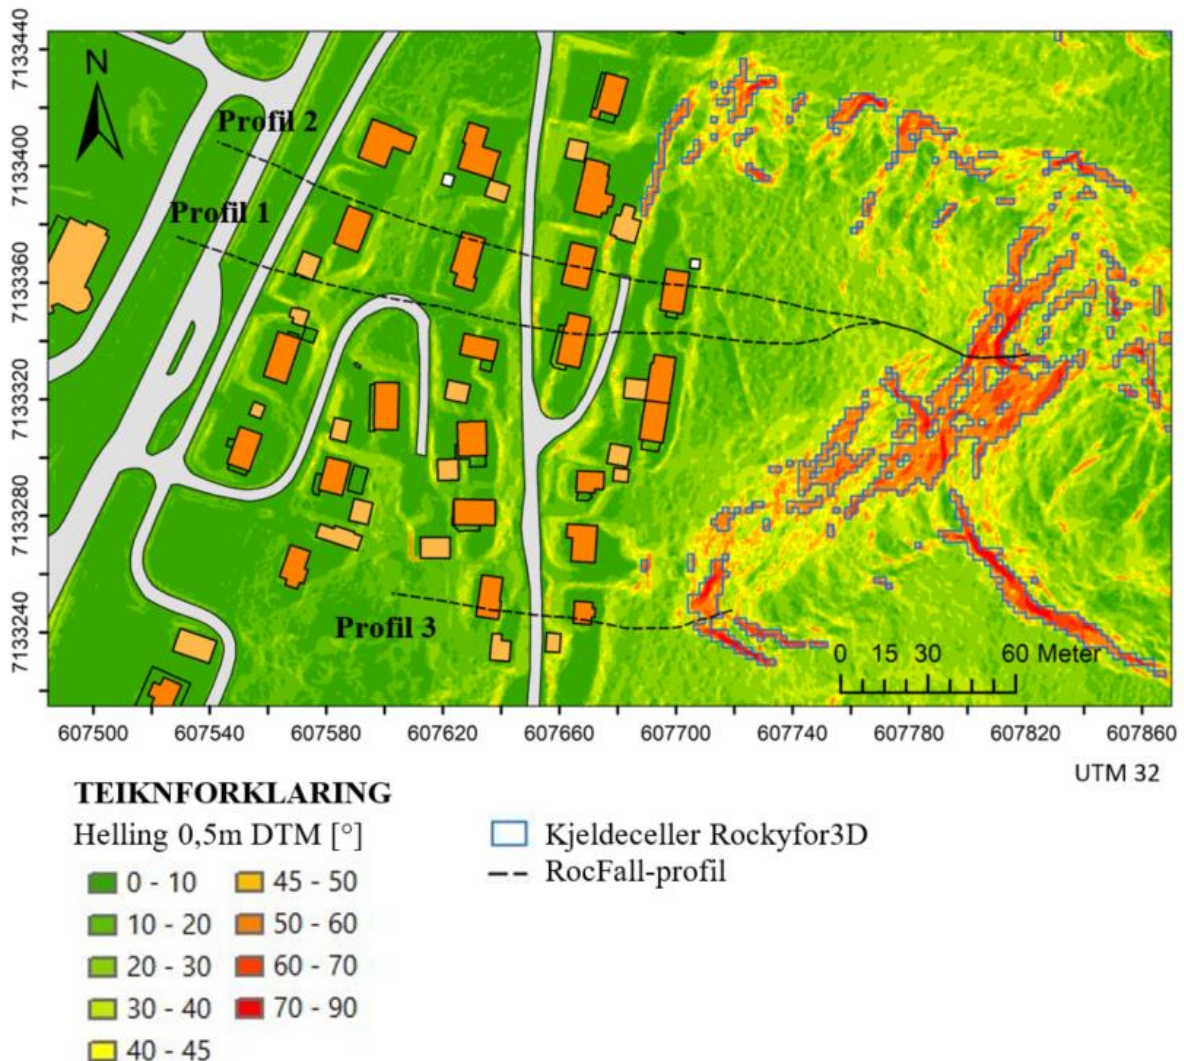 7133440
7133400
7133360
7133320
7133280
7133240
N
Profil 2
Profil 1
Profil 3
0 15 30 60 Meter
607500 607540 607580 607620 607660 607700 607740 607780 607820 607860
UTM 32
TEIKNFORKLARING
Helling 0,5m DTM [°]
0 - 10
10 - 20
20 - 30
30 - 40
40 - 45
45 - 50
50 - 60
60 - 70
70 - 90
Kjeldeceller Rockyfor3D
RocFall-profil